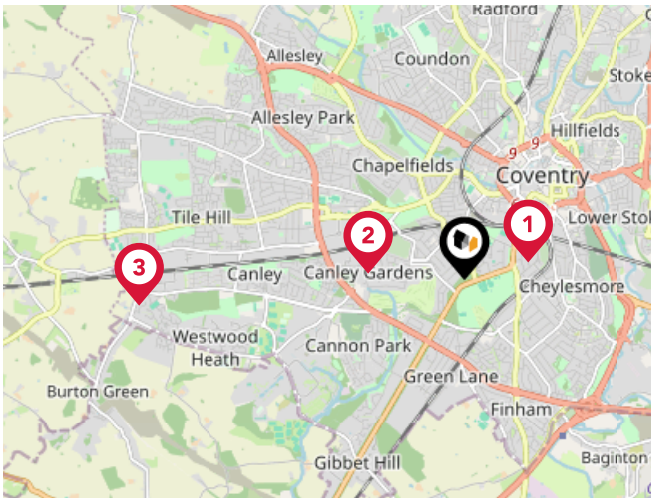 Radford
Allesley
Coundon
Stoke
Allesley Park
Hillfields
9
9
Chapelfields
Coventry
Tile Hill
1
Lower Stok
2
3
Canley
Canley Gardens
Cheylesmore
Westwood
Heath
Cannon Park
Burton Green
Green Lane
Finham
Gibbet Hill
Baginton